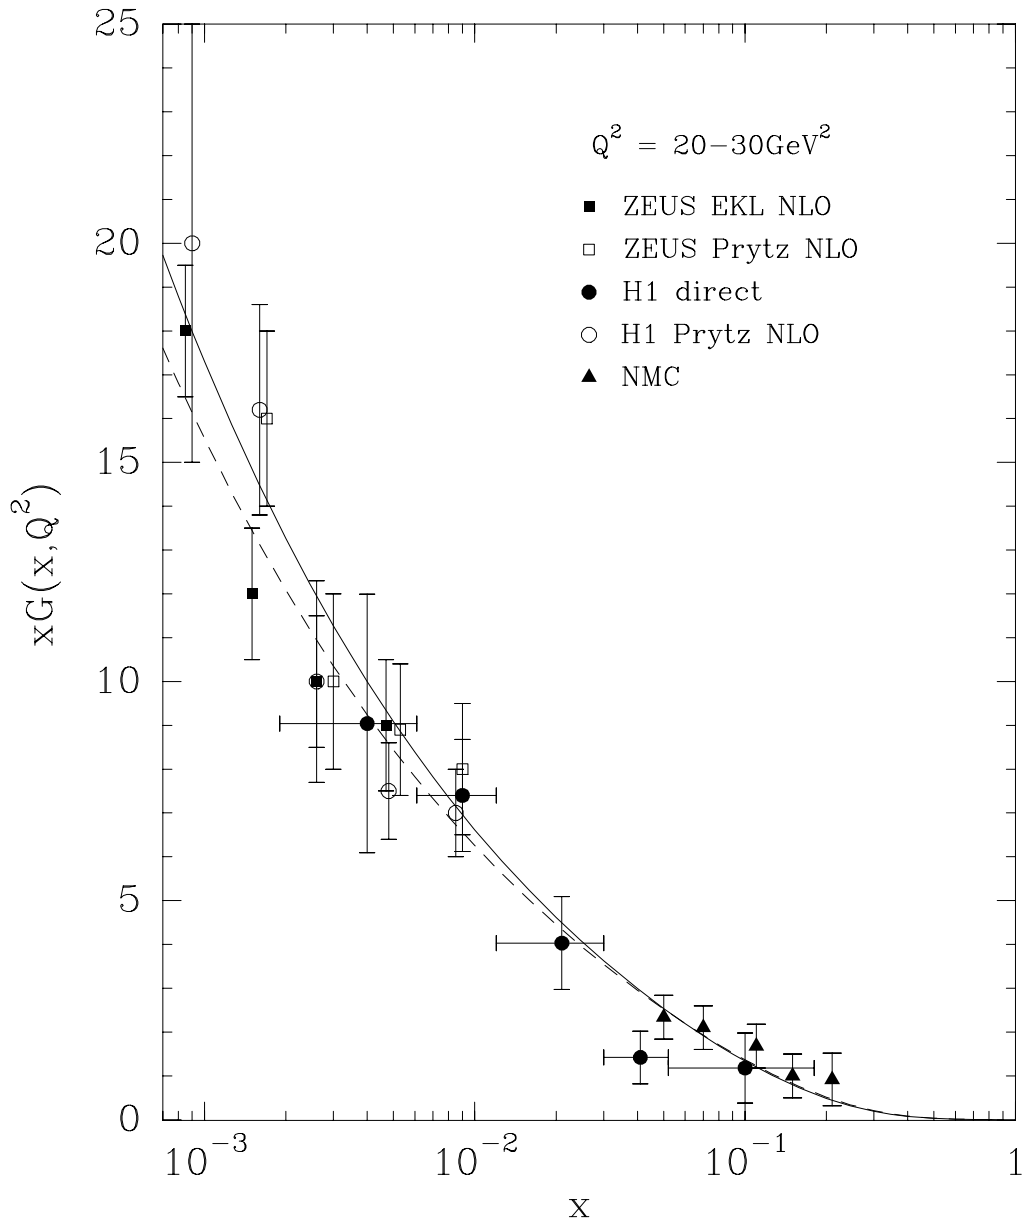 25
20
15
10
5
0
xG(x,Q²)
Q² = 20-30GeV²
ZEUS EKL NLO
ZEUS Prytz NLO
H1 direct
H1 Prytz NLO
NMC
10⁻³ 10⁻² 10⁻¹ 1
x